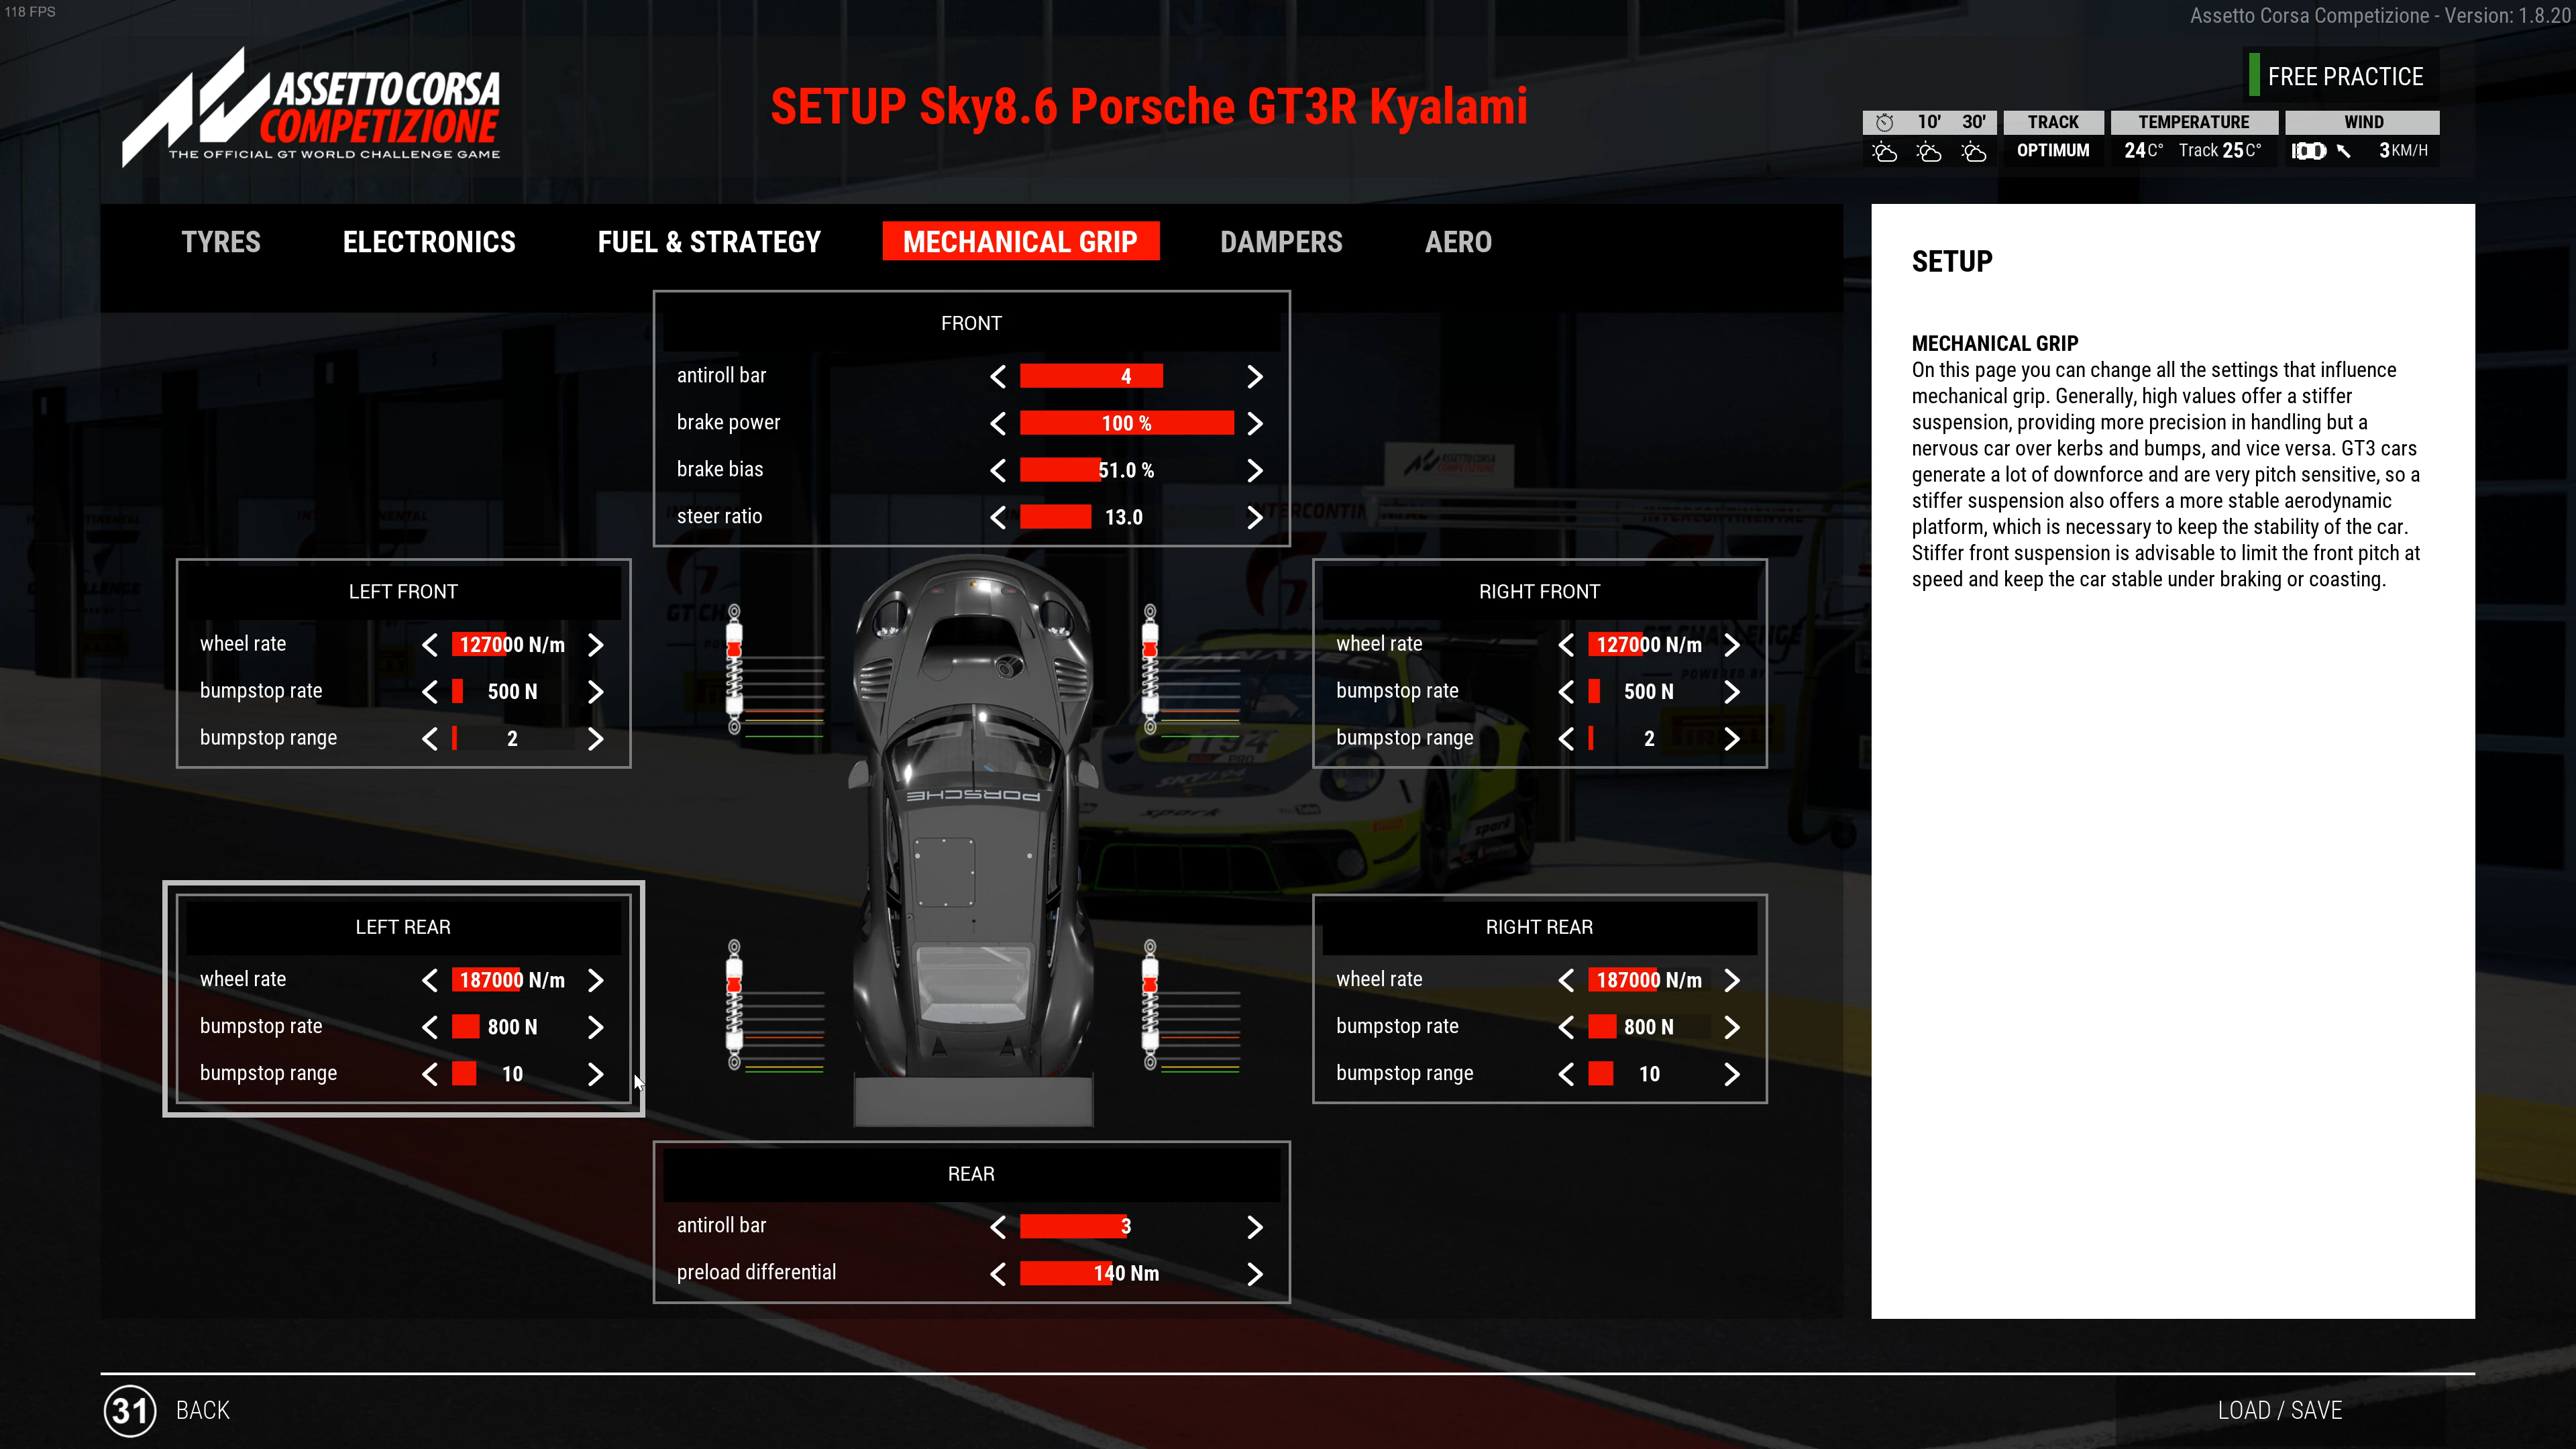 118 FPS
Assetto Corsa Competizione - Version: 1.8.20
ASSETTO CORSA
COMPETIZIONE
THE OFFICIAL GT WORLD CHALLENGE GAME
SETUP Sky8.6 Porsche GT3R Kyalami
FREE PRACTICE
10' 30' TRACK TEMPERATURE WIND
OPTIMUM 24C° Track 25C° 3KM/H
TYRES ELECTRONICS FUEL & STRATEGY MECHANICAL GRIP DAMPERS AERO
FRONT
antiroll bar 4
brake power 100 %
brake bias 51.0 %
steer ratio 13.0
LEFT FRONT
wheel rate 127000 N/m
bumpstop rate 500 N
bumpstop range 2
RIGHT FRONT
wheel rate 127000 N/m
bumpstop rate 500 N
bumpstop range 2
PORSCHE
LEFT REAR
wheel rate 187000 N/m
bumpstop rate 800 N
bumpstop range 10
RIGHT REAR
wheel rate 187000 N/m
bumpstop rate 800 N
bumpstop range 10
REAR
antiroll bar 3
preload differential 140 Nm
SETUP
MECHANICAL GRIP
On this page you can change all the settings that influence
mechanical grip. Generally, high values offer a stiffer
suspension, providing more precision in handling but a
nervous car over kerbs and bumps, and vice versa. GT3 cars
generate a lot of downforce and are very pitch sensitive, so a
stiffer suspension also offers a more stable aerodynamic
platform, which is necessary to keep the stability of the car.
Stiffer front suspension is advisable to limit the front pitch at
speed and keep the car stable under braking or coasting.
31 BACK
LOAD / SAVE